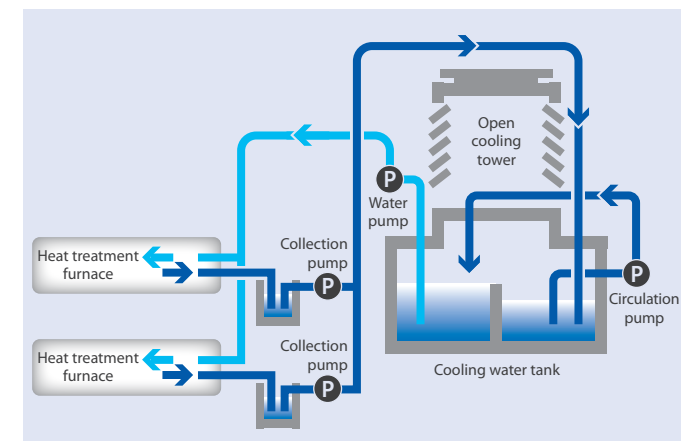 Open
cooling
tower
P
Water
pump
Heat treatment
furnace
Collection
pump
P
P
Circulation
pump
Heat treatment
furnace
Collection
pump
P
Cooling water tank